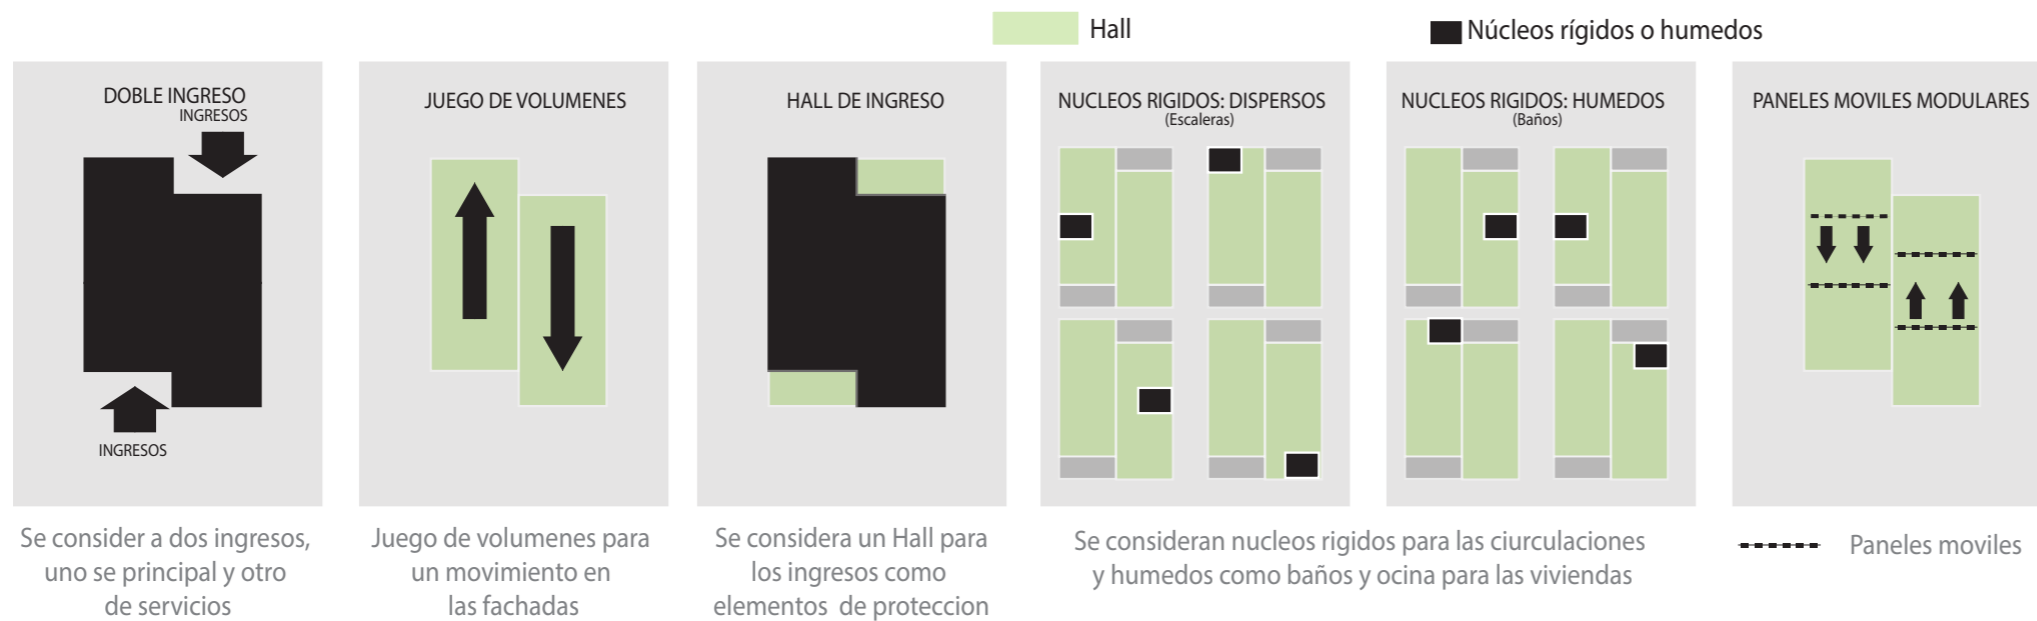 Hall
Núcleos rígidos o humedos
DOBLE INGRESO
INGRESOS
INGRESOS
JUEGO DE VOLUMENES
HALL DE INGRESO
NUCLEOS RIGIDOS: DISPERSOS
(Escaleras)
NUCLEOS RIGIDOS: HUMEDOS
(Baños)
PANELES MOVILES MODULARES
Se consider a dos ingresos,
uno se principal y otro
de servicios
Juego de volumenes para
un movimiento en
las fachadas
Se considera un Hall para
los ingresos como
elementos de proteccion
Se consideran nucleos rigidos para las ciurculaciones
y humedos como baños y ocina para las viviendas
Paneles moviles